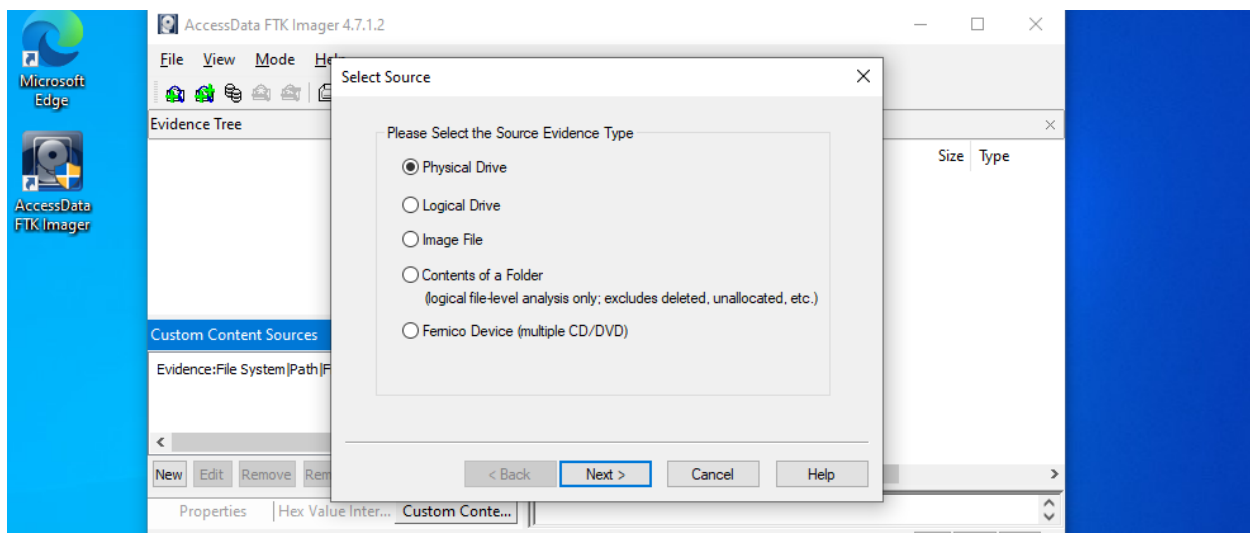 Microsoft
Edge
AccessData
FTK Imager
AccessData FTK Imager 4.7.1.2
File View Mode
Evidence Tree
Size Type
Custom Content Sources
Evidence:File System|Path|F
New Edit Remove Rem
Properties Hex Value Inter... Custom Conte...
Select Source
Please Select the Source Evidence Type
Physical Drive
Logical Drive
Image File
Contents of a Folder
(logical file-level analysis only; excludes deleted, unallocated, etc.)
Fernico Device (multiple CD/DVD)
< Back Next > Cancel Help